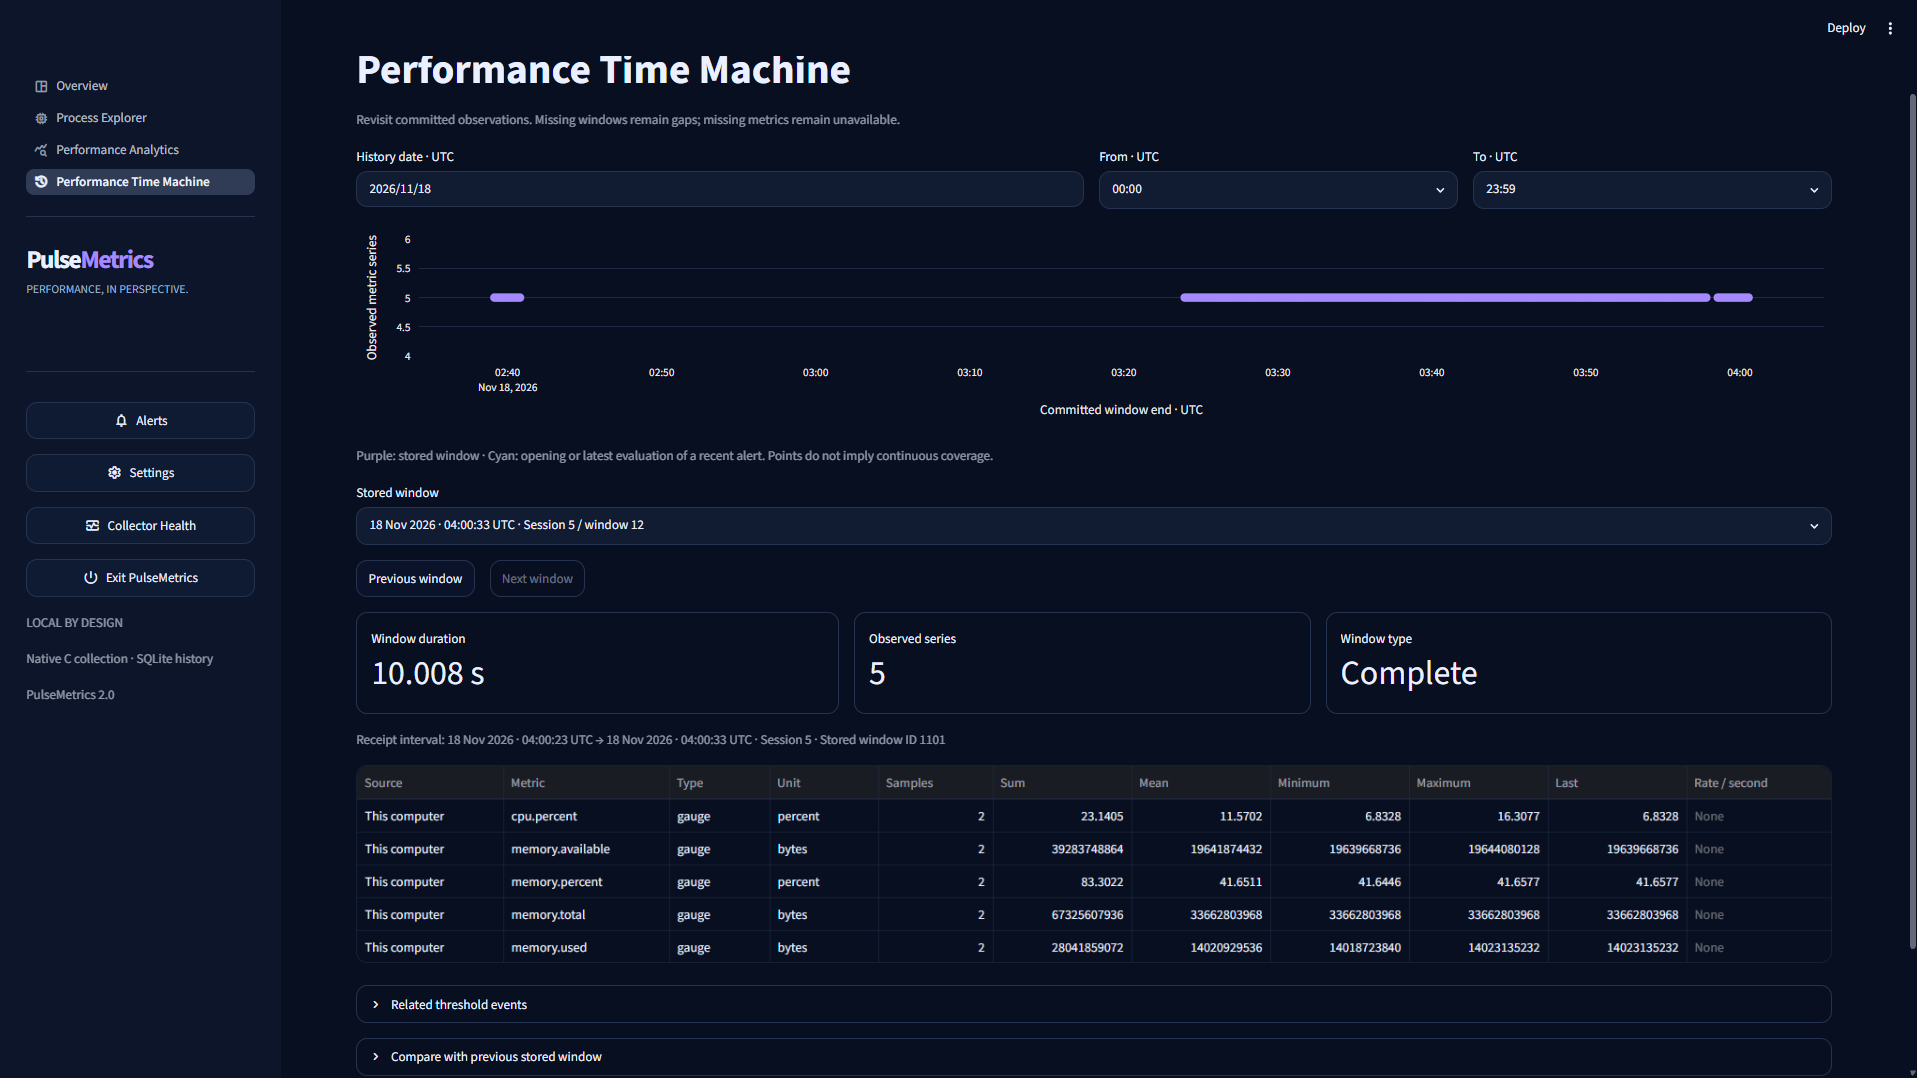 Deploy
Overview
Process Explorer
Performance Analytics
Performance Time Machine
PulseMetrics
PERFORMANCE, IN PERSPECTIVE.
Alerts
Settings
Collector Health
Exit PulseMetrics
LOCAL BY DESIGN
Native C collection · SQLite history
PulseMetrics 2.0
Performance Time Machine
Revisit committed observations. Missing windows remain gaps; missing metrics remain unavailable.
History date · UTC From · UTC To · UTC
2026/11/18 00:00 23:59
Observed metric series
6
5.5
5
4.5
4
02:40 02:50 03:00 03:10 03:20 03:30 03:40 03:50 04:00
Nov 18, 2026
Committed window end · UTC
Purple: stored window · Cyan: opening or latest evaluation of a recent alert. Points do not imply continuous coverage.
Stored window
18 Nov 2026 · 04:00:33 UTC · Session 5 / window 12
Previous window Next window
Window duration Observed series Window type
10.008 s 5 Complete
Receipt interval: 18 Nov 2026 · 04:00:23 UTC → 18 Nov 2026 · 04:00:33 UTC · Session 5 · Stored window ID 1101
Source Metric Type Unit Samples Sum Mean Minimum Maximum Last Rate / second
This computer cpu.percent gauge percent 2 23.1405 11.5702 6.8328 16.3077 6.8328 None
This computer memory.available gauge bytes 2 39283748864 19641874432 19639668736 19644080128 19639668736 None
This computer memory.percent gauge percent 2 83.3022 41.6511 41.6446 41.6577 41.6577 None
This computer memory.total gauge bytes 2 67325607936 33662803968 33662803968 33662803968 33662803968 None
This computer memory.used gauge bytes 2 28041859072 14020929536 14018723840 14023135232 14023135232 None
Related threshold events
Compare with previous stored window